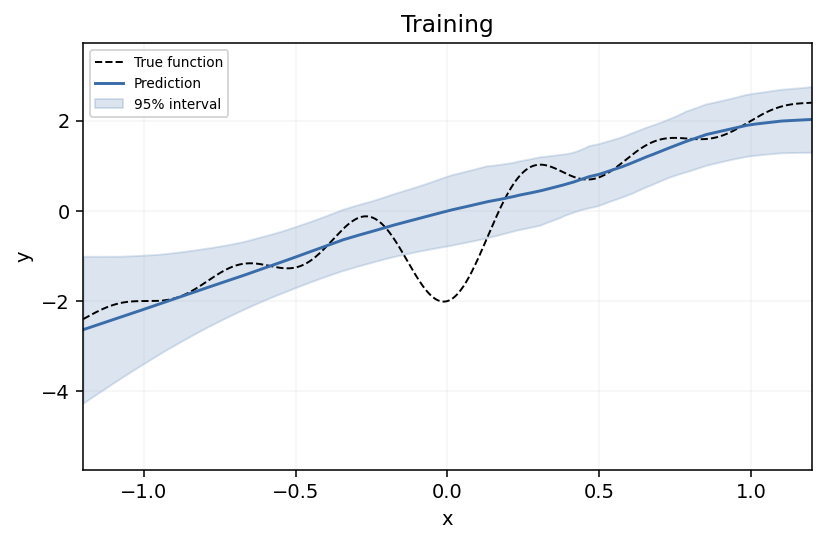 Training
True function
Prediction
95% interval
y
2
0
−2
−4
−1.0 −0.5 0.0 0.5 1.0
x